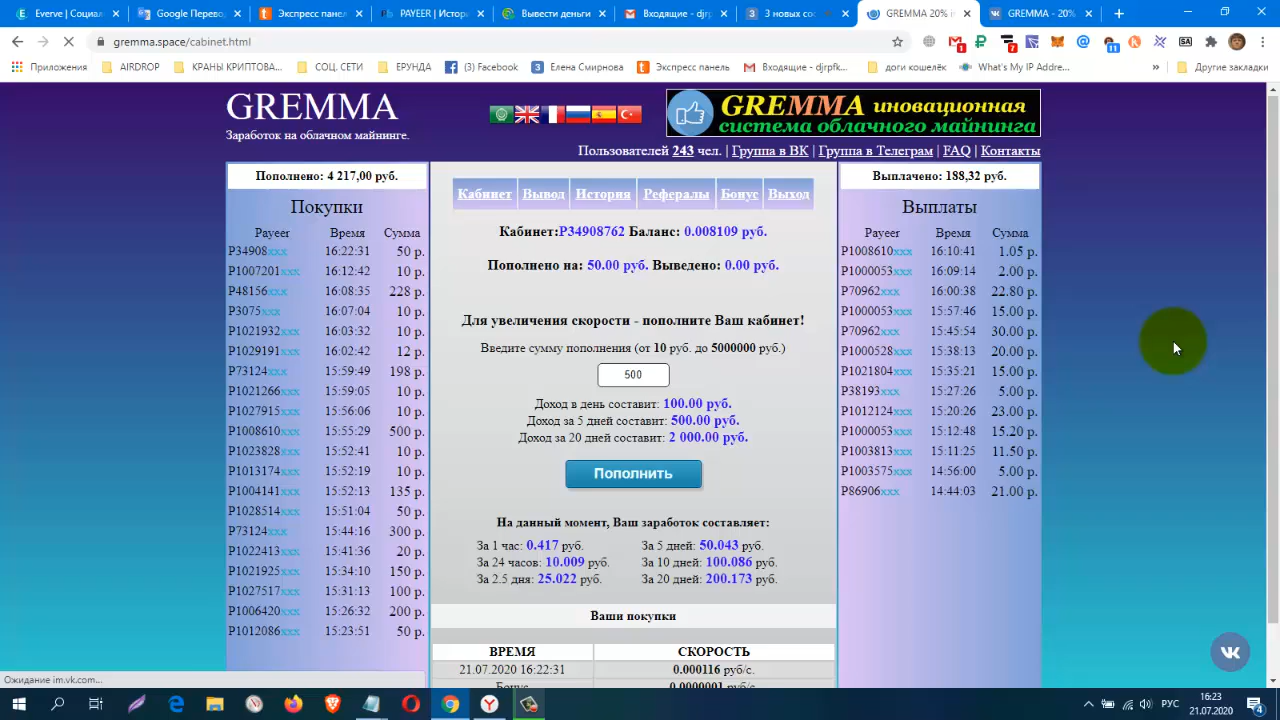 Everve | Социаль
Google Перево
Экспресс панель
PAYEER | Истор
Вывести деньги
Входящие - djrp
3 новых соо
GREMMA 20% 
GREMMA - 20%
gremma.space/cabinet.html
Приложения
AIRDROP
КРАНЫ КРИПТОВА...
СОЦ. СЕТИ
ЕРУНДА
(3) Facebook
Елена Смирнова
Экспресс панель
Входящие – djrpfk...
доги кошелёк
What's My IP Addre...
»
Другие закладки
GREMMA
Заработок на облачном майнинге.
GREMMA иновационная
система облачного майнинга
Пользователей 243 чел. | Группа в ВК | Группа в Телеграм | FAQ | Контакты
Пополнено: 4 217,00 руб.
Покупки
Payeer Время Сумма
P34908xxx 16:22:31 50 р.
P1007201xxx 16:12:42 10 р.
P48156xxx 16:08:35 228 р.
P3075xxx 16:07:04 10 р.
P1021932xxx 16:03:32 10 р.
P1029191xxx 16:02:42 12 р.
P73124xxx 15:59:49 198 р.
P1021266xxx 15:59:05 10 р.
P1027915xxx 15:56:06 10 р.
P1008610xxx 15:55:29 500 р.
P1023828xxx 15:52:41 10 р.
P1013174xxx 15:52:19 10 р.
P1004141xxx 15:52:13 135 р.
P1028514xxx 15:51:04 50 р.
P73124xxx 15:44:16 300 р.
P1022413xxx 15:41:36 20 р.
P1021925xxx 15:34:10 150 р.
P1027517xxx 15:31:13 100 р.
P1006420xxx 15:26:32 200 р.
P1012086xxx 15:23:51 50 р.
Кабинет Вывод История Рефералы Бонус Выход
Кабинет:P34908762 Баланс: 0.008109 руб.
Пополнено на: 50.00 руб. Выведено: 0.00 руб.
Для увеличения скорости - пополните Ваш кабинет!
Введите сумму пополнения (от 10 руб. до 5000000 руб.)
500
Доход в день составит: 100.00 руб.
Доход за 5 дней составит: 500.00 руб.
Доход за 20 дней составит: 2 000.00 руб.
Пополнить
На данный момент, Ваш заработок составляет:
За 1 час: 0.417 руб. За 5 дней: 50.043 руб.
За 24 часов: 10.009 руб. За 10 дней: 100.086 руб.
За 2.5 дня: 25.022 руб. За 20 дней: 200.173 руб.
Ваши покупки
ВРЕМЯ СКОРОСТЬ
21.07.2020 16:22:31 0.000116 руб/с.
Бонус 0.0000001 руб/с.
Выплачено: 188,32 руб.
Выплаты
Payeer Время Сумма
P1008610xxx 16:10:41 1.05 р.
P1000053xxx 16:09:14 2.00 р.
P70962xxx 16:00:38 22.80 р.
P1000053xxx 15:57:46 15.00 р.
P70962xxx 15:45:54 30.00 р.
P1000528xxx 15:38:13 20.00 р.
P1021804xxx 15:35:21 15.00 р.
P38193xxx 15:27:26 5.00 р.
P1012124xxx 15:20:26 23.00 р.
P1000053xxx 15:12:48 15.20 р.
P1003813xxx 15:11:25 11.50 р.
P1003575xxx 14:56:00 5.00 р.
P86906xxx 14:44:03 21.00 р.
Ожидание im.vk.com...
РУС
16:23
21.07.2020
4